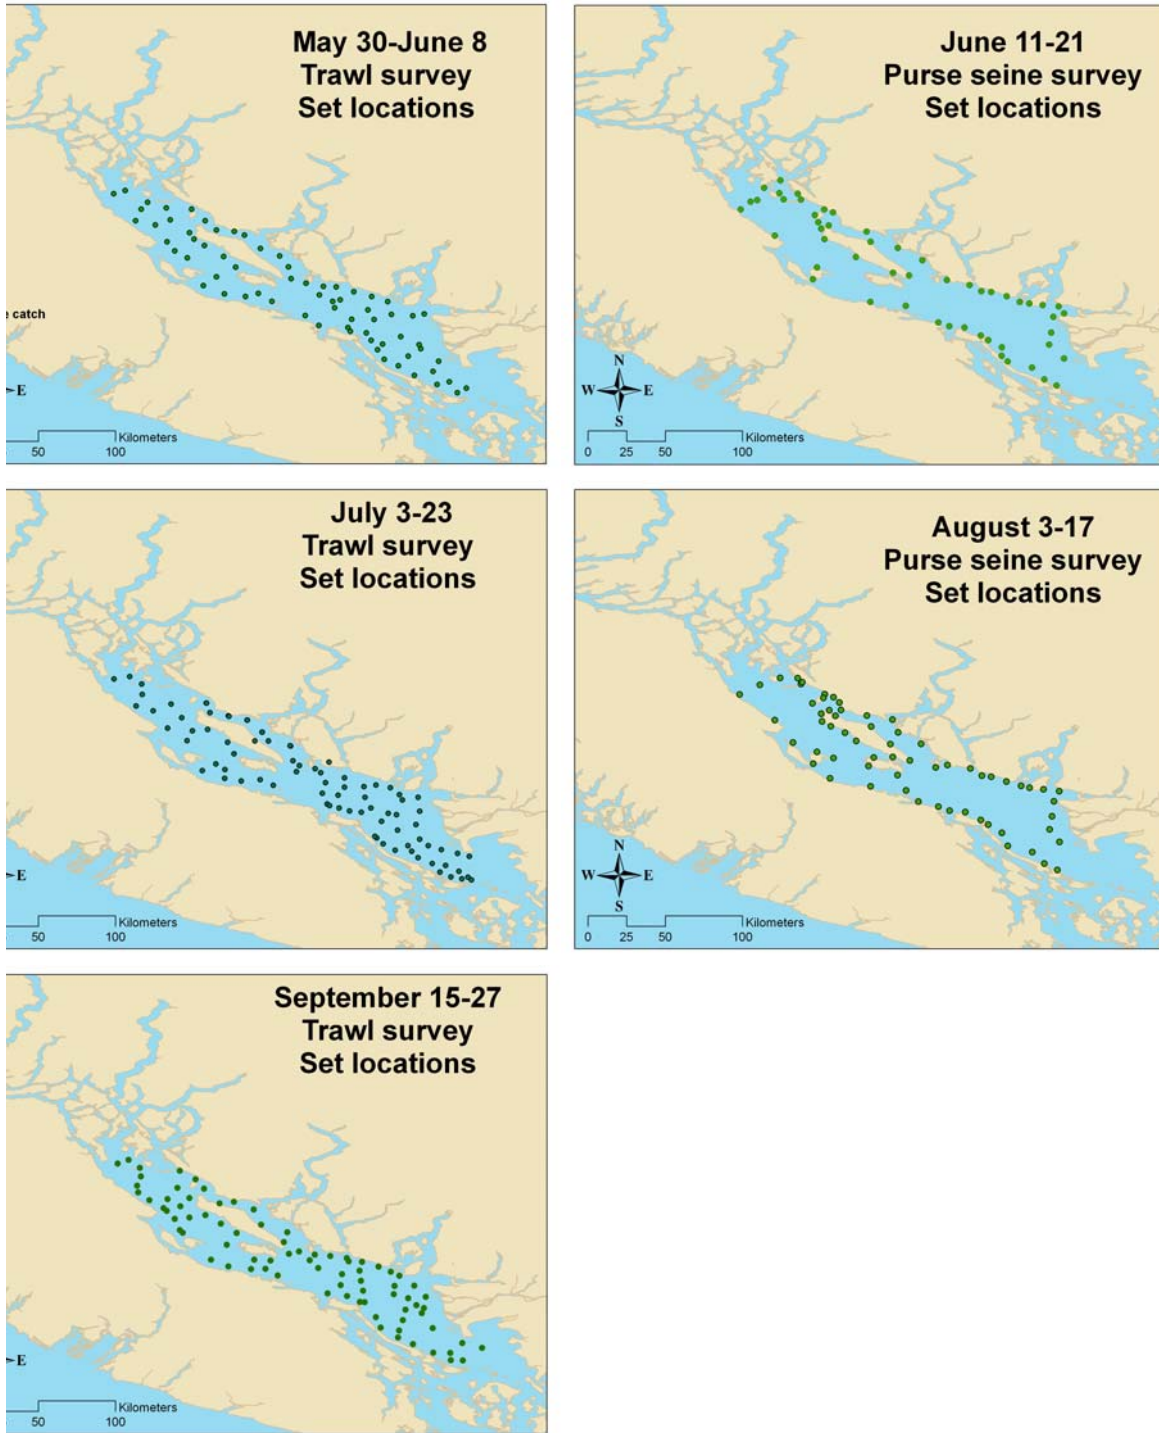 May 30-June 8
Trawl survey
Set locations
e catch
E
Kilometers
50 100
June 11-21
Purse seine survey
Set locations
N
W E
S
Kilometers
0 25 50 100
July 3-23
Trawl survey
Set locations
E
Kilometers
50 100
August 3-17
Purse seine survey
Set locations
N
W E
S
Kilometers
0 25 50 100
September 15-27
Trawl survey
Set locations
E
Kilometers
50 100